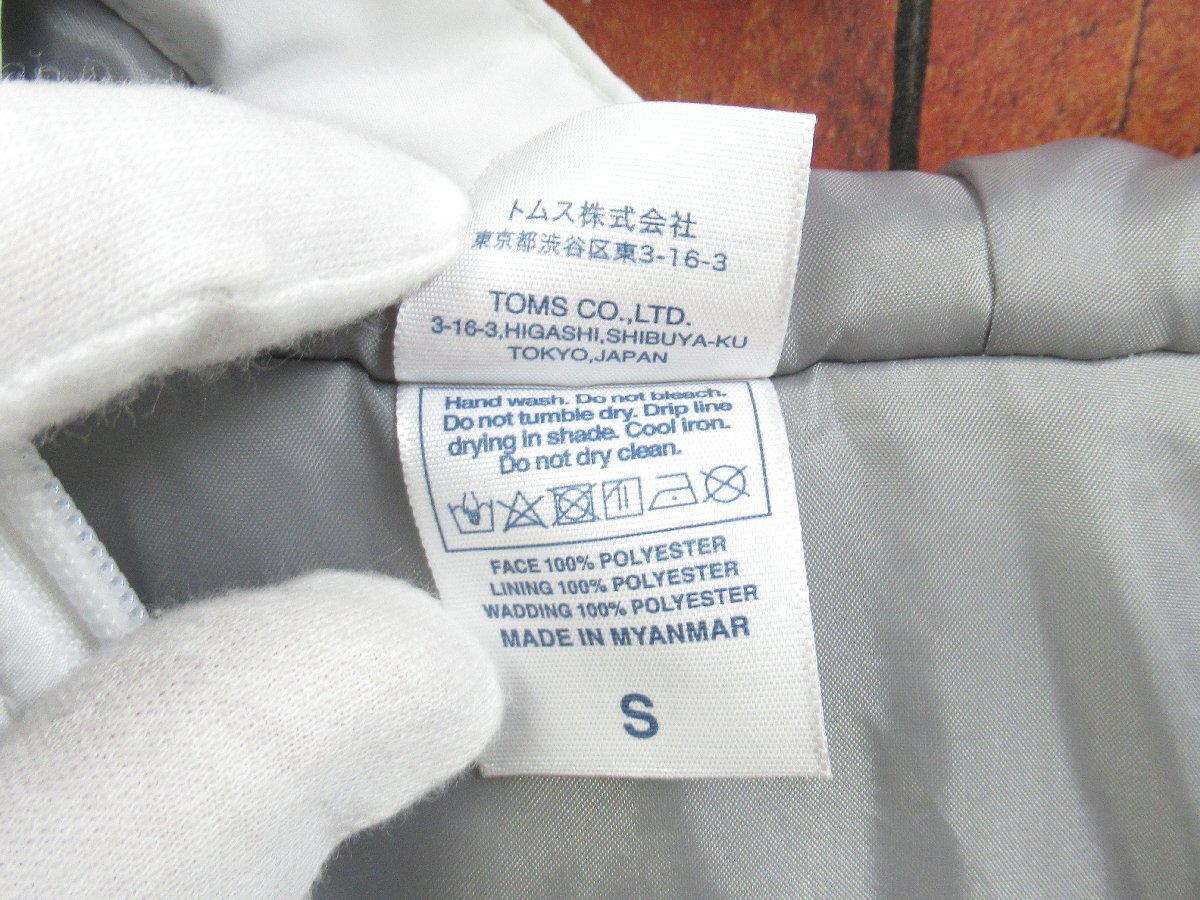 トムス株式会社
東京都渋谷区東3-16-3
TOMS CO.,LTD.
3-16-3,HIGASHI,SHIBUYA-KU
TOKYO,JAPAN
Hand wash. Do not bleach.
Do not tumble dry. Drip line
drying in shade. Cool iron.
Do not dry clean.
FACE 100% POLYESTER
LINING 100% POLYESTER
WADDING 100% POLYESTER
MADE IN MYANMAR
S